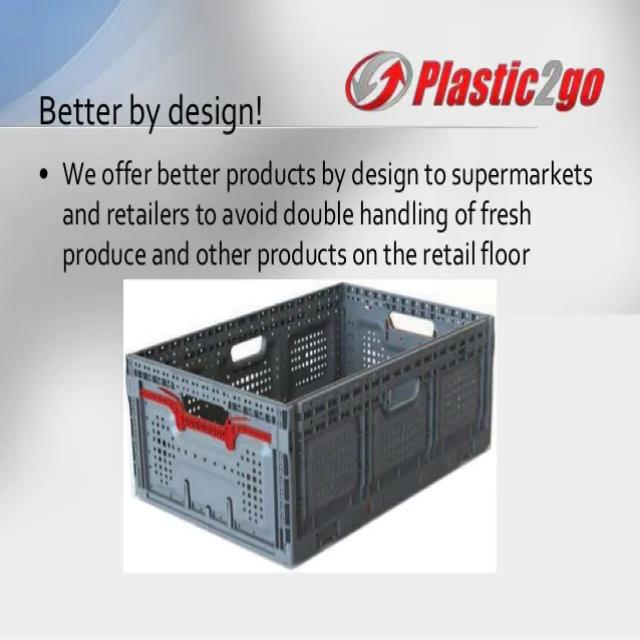 Plastic2go
Better by design!
• We offer better products by design to supermarkets
and retailers to avoid double handling of fresh
produce and other products on the retail floor